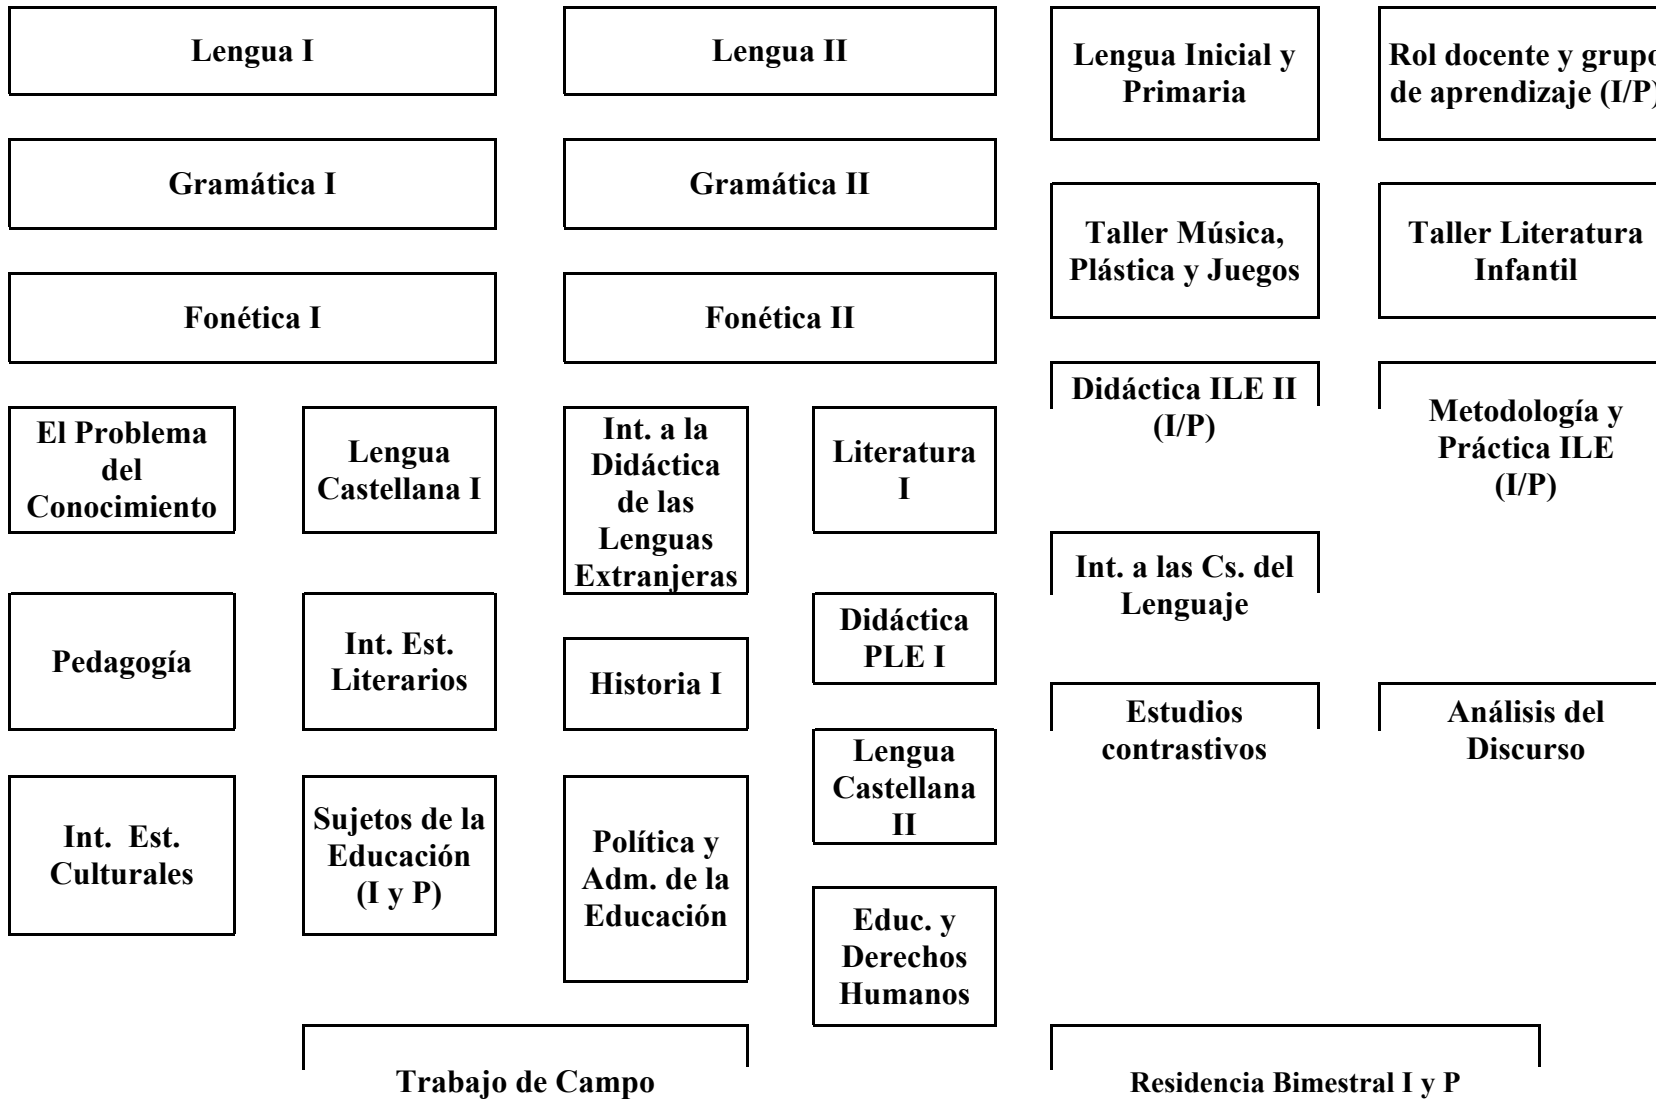 Lengua I
Lengua II
Lengua Inicial y
Primaria
Rol docente y grupo
de aprendizaje (I/P)
Gramática I
Gramática II
Taller Música,
Plástica y Juegos
Taller Literatura
Infantil
Fonética I
Fonética II
Didáctica ILE II
(I/P)
Metodología y
Práctica ILE
(I/P)
El Problema
del
Conocimiento
Lengua
Castellana I
Int. a la
Didáctica
de las
Lenguas
Extranjeras
Literatura
I
Int. a las Cs. del
Lenguaje
Pedagogía
Int. Est.
Literarios
Historia I
Didáctica
PLE I
Estudios
contrastivos
Análisis del
Discurso
Lengua
Castellana
II
Int. Est.
Culturales
Sujetos de la
Educación
(I y P)
Política y
Adm. de la
Educación
Educ. y
Derechos
Humanos
Trabajo de Campo
Residencia Bimestral I y P